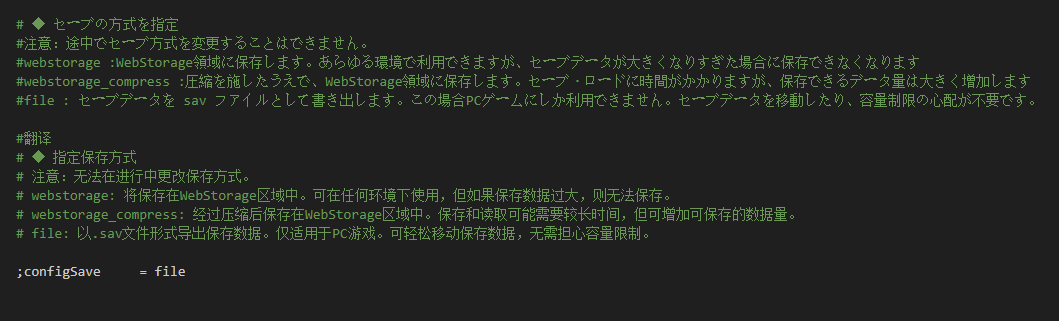 # ◆ セーブの方式を指定
#注意：途中でセーブ方式を変更することはできません。
#webstorage :WebStorage領域に保存します。あらゆる環境で利用できますが、セーブデータが大きくなりすぎた場合に保存できなくなります
#webstorage_compress :圧縮を施したうえで、WebStorage領域に保存します。セーブ・ロードに時間がかかりますが、保存できるデータ量は大きく増加します
#file : セーブデータを sav ファイルとして書き出します。この場合PCゲームにしか利用できません。セーブデータを移動したり、容量制限の心配が不要です。
#翻译
# ◆ 指定保存方式
# 注意：无法在进行中更改保存方式。
# webstorage: 将保存在WebStorage区域中。可在任何环境下使用，但如果保存数据过大，则无法保存。
# webstorage_compress: 经过压缩后保存在WebStorage区域中。保存和读取可能需要较长时间，但可增加可保存的数据量。
# file: 以.sav文件形式导出保存数据。仅适用于PC游戏。可轻松移动保存数据，无需担心容量限制。
;configSave     = file